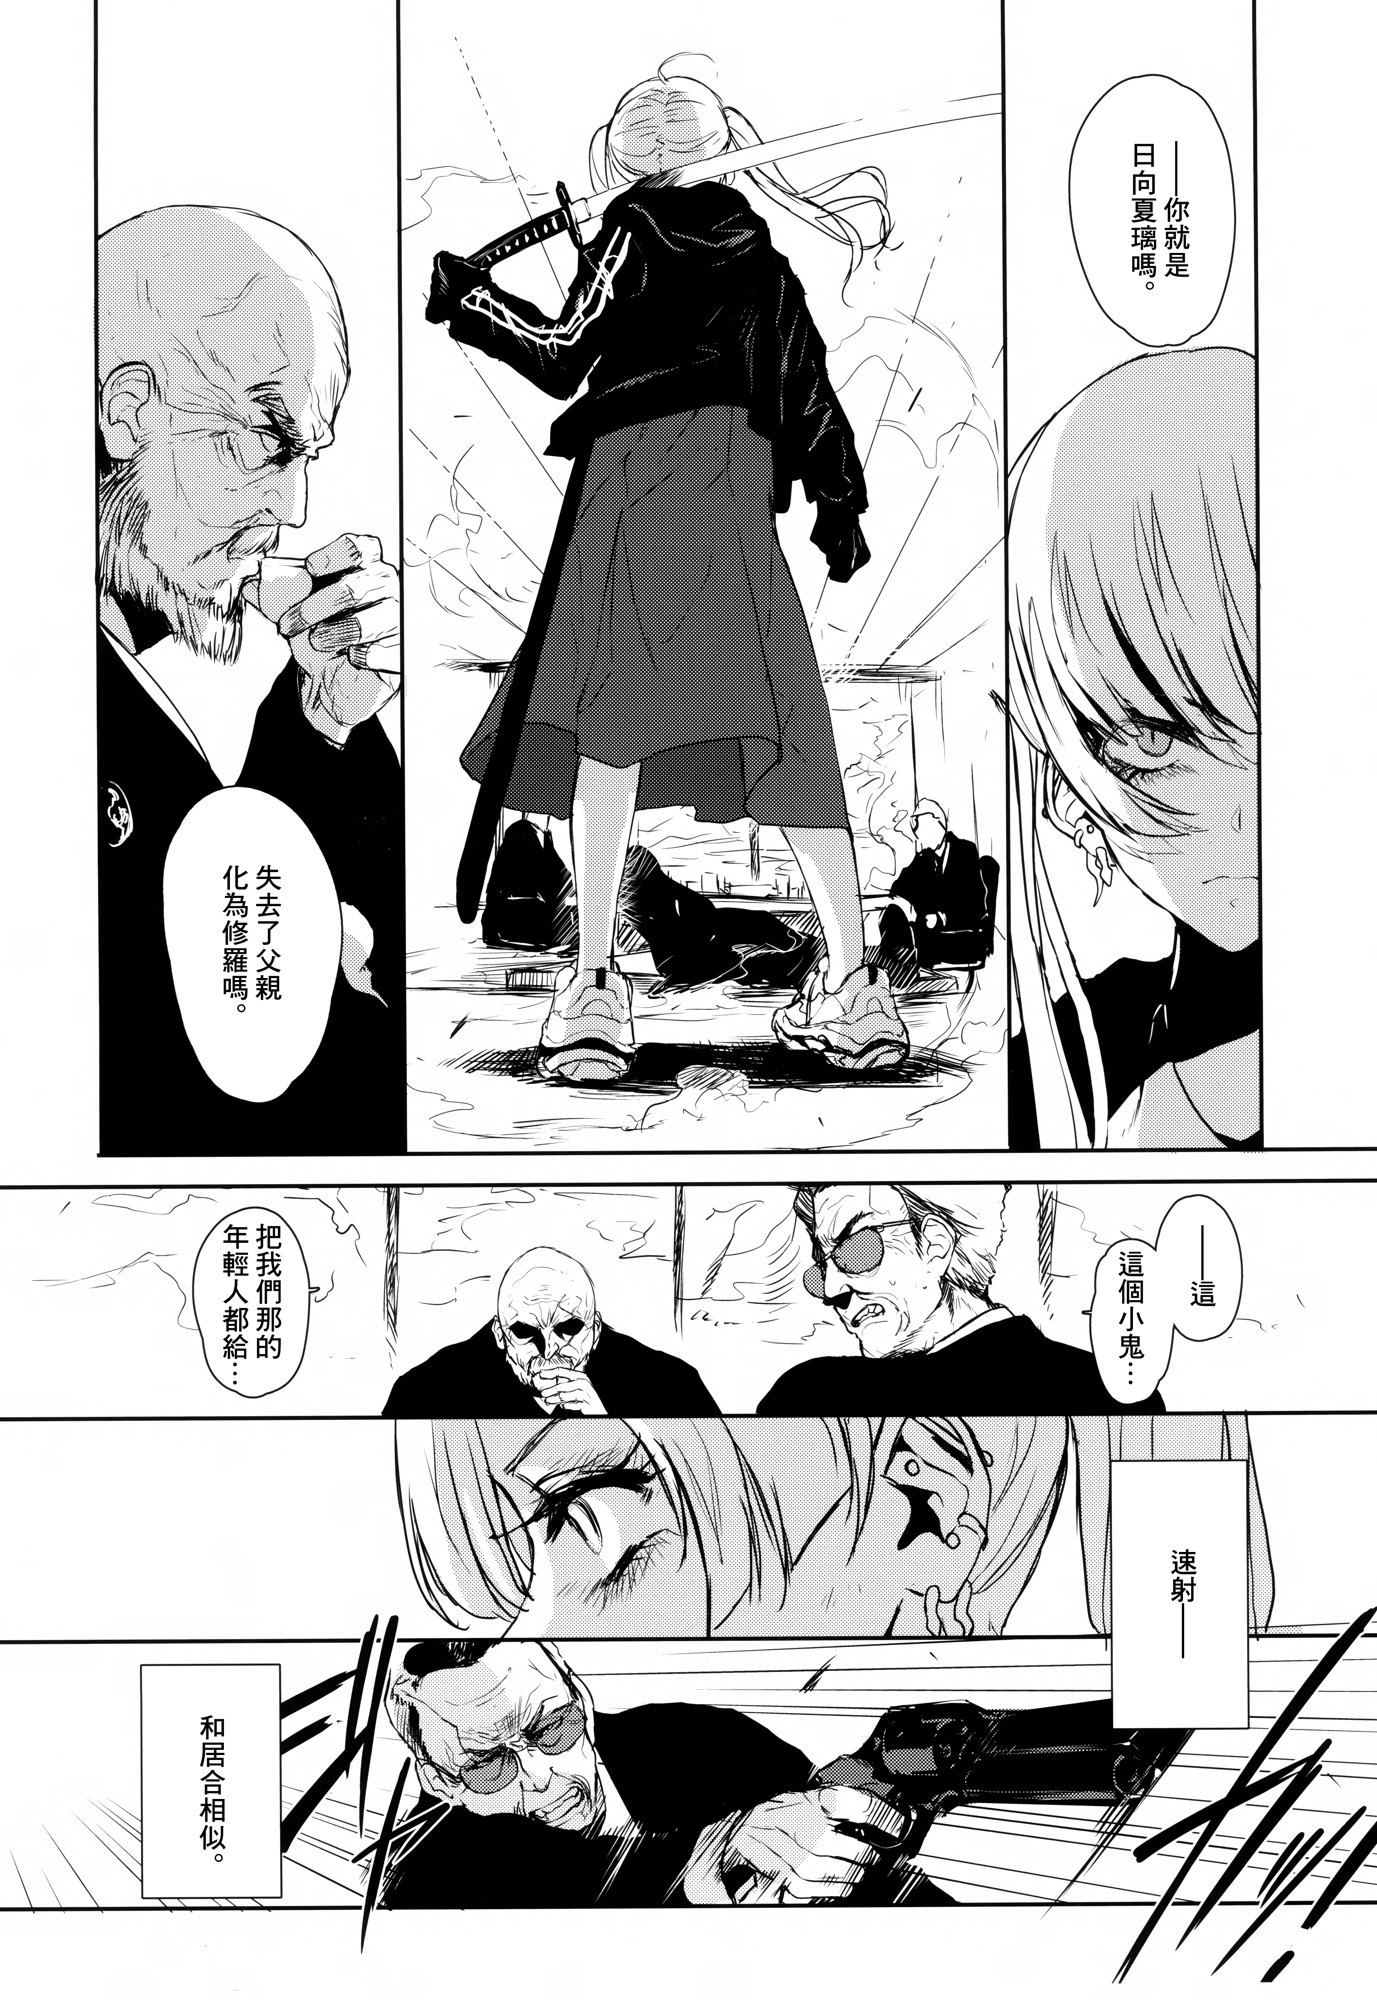 ——你就是
日向夏璃嗎。
失去了父親
化為修羅嗎。
——這
這個小鬼…
把我們那的
年輕人都給…
速射——
和居合相似。